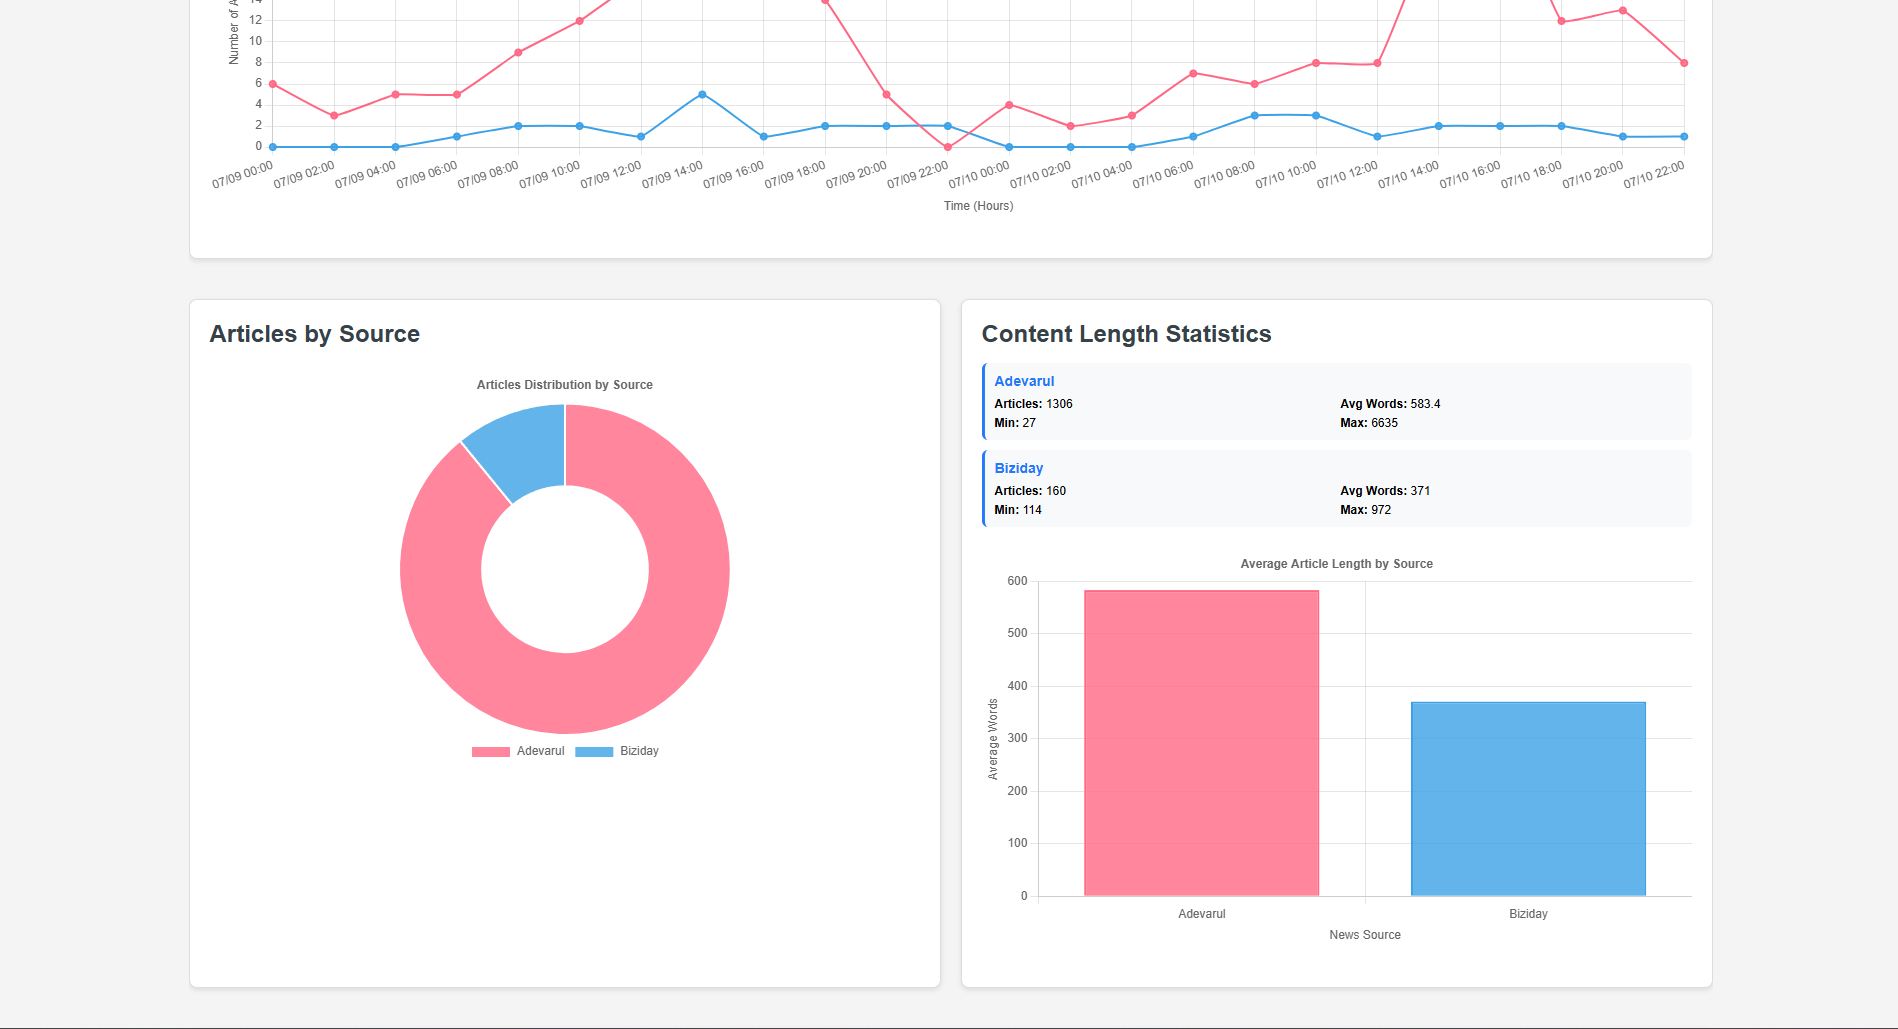 14
12
10
8
6
4
2
0
Number of
07/09 00:00 07/09 02:00 07/09 04:00 07/09 06:00 07/09 08:00 07/09 10:00 07/09 12:00 07/09 14:00 07/09 16:00 07/09 18:00 07/09 20:00 07/09 22:00 07/10 00:00 07/10 02:00 07/10 04:00 07/10 06:00 07/10 08:00 07/10 10:00 07/10 12:00 07/10 14:00 07/10 16:00 07/10 18:00 07/10 20:00 07/10 22:00
Time (Hours)
Articles by Source
Articles Distribution by Source
Adevarul Biziday
Content Length Statistics
Adevarul
Articles: 1306 Avg Words: 583.4
Min: 27 Max: 6635
Biziday
Articles: 160 Avg Words: 371
Min: 114 Max: 972
Average Article Length by Source
600
500
400
300
200
100
0
Average Words
Adevarul Biziday
News Source